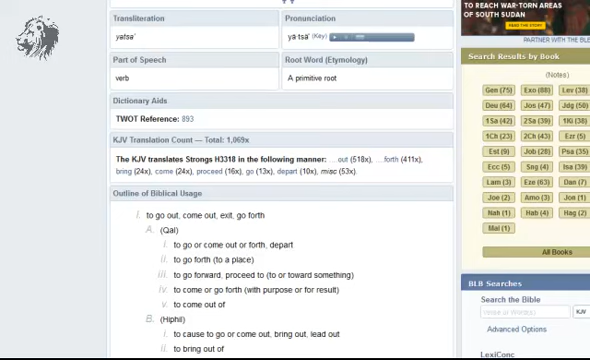 TO REACH WAR-TORN AREAS
OF SOUTH SUDAN
READ THE STORY
PARTNER WITH THE BLB
Transliteration
Pronunciation
yatsa'
yä·tsä' (Key)
Part of Speech
Root Word (Etymology)
verb
A primitive root
Dictionary Aids
TWOT Reference: 893
KJV Translation Count — Total: 1,069x
The KJV translates Strongs H3318 in the following manner: ...out (518x), ...forth (411x),
bring (24x), come (24x), proceed (16x), go (13x), depart (10x), misc (53x).
Outline of Biblical Usage
I. to go out, come out, exit, go forth
A. (Qal)
i. to go or come out or forth, depart
ii. to go forth (to a place)
iii. to go forward, proceed to (to or toward something)
iv. to come or go forth (with purpose or for result)
v. to come out of
B. (Hiphil)
i. to cause to go or come out, bring out, lead out
ii. to bring out of
Search Results by Book
(Notes)
Gen (75) Exo (88) Lev (38)
Deu (64) Jos (47) Jdg (50)
1Sa (42) 2Sa (39) 1Ki (38)
1Ch (23) 2Ch (43) Ezr (5)
Est (9) Job (28) Psa (35)
Ecc (5) Sng (4) Isa (39)
Lam (3) Eze (63) Dan (7)
Joe (2) Amo (3) Jon (1)
Nah (1) Hab (4) Hag (2)
Mal (1)
All Books
BLB Searches
Search the Bible
KJV
Advanced Options
LexiConc